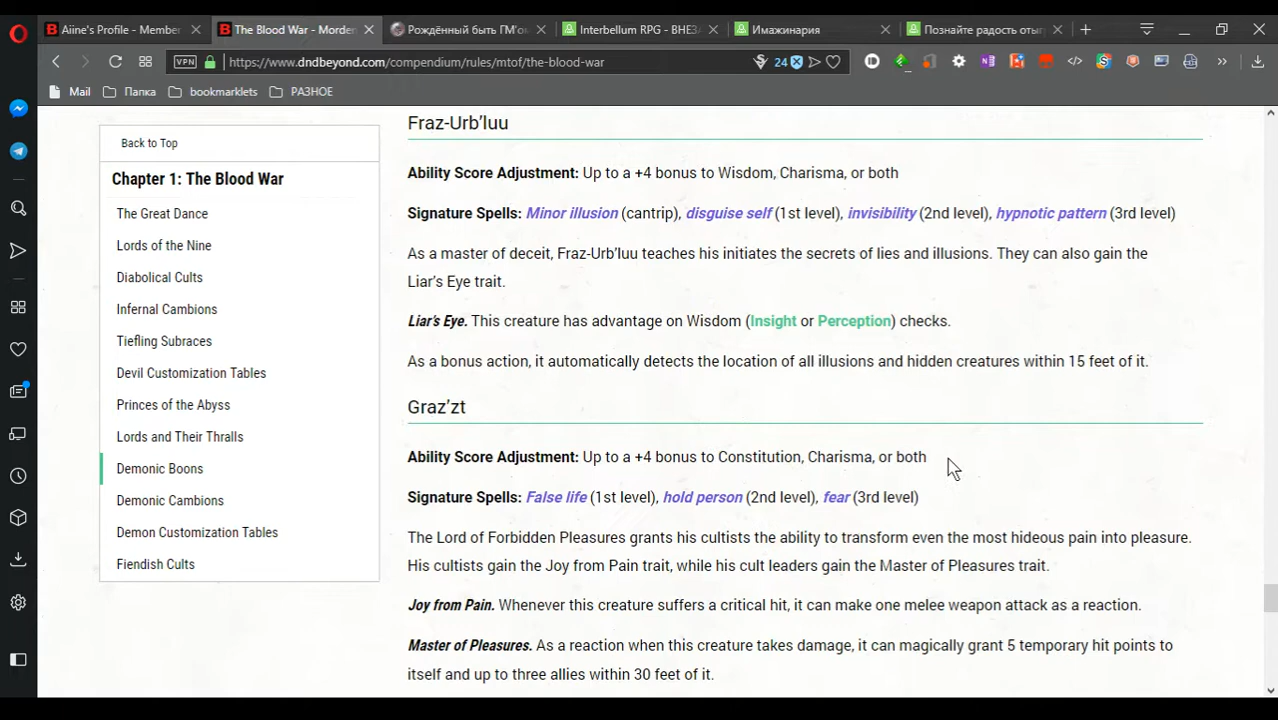 Aiine's Profile - Member
The Blood War - Morden
Рождённый быть ГМ'о
Interbellum RPG - ВНЕЗ
Имажинария
Познайте радость отыг
VPN
https://www.dndbeyond.com/compendium/rules/mtof/the-blood-war
24
Mail
Папка
bookmarklets
РАЗНОЕ
Back to Top
Chapter 1: The Blood War
The Great Dance
Lords of the Nine
Diabolical Cults
Infernal Cambions
Tiefling Subraces
Devil Customization Tables
Princes of the Abyss
Lords and Their Thralls
Demonic Boons
Demonic Cambions
Demon Customization Tables
Fiendish Cults
Fraz-Urb’luu
Ability Score Adjustment: Up to a +4 bonus to Wisdom, Charisma, or both
Signature Spells: Minor illusion (cantrip), disguise self (1st level), invisibility (2nd level), hypnotic pattern (3rd level)
As a master of deceit, Fraz-Urb’luu teaches his initiates the secrets of lies and illusions. They can also gain the
Liar’s Eye trait.
Liar’s Eye. This creature has advantage on Wisdom (Insight or Perception) checks.
As a bonus action, it automatically detects the location of all illusions and hidden creatures within 15 feet of it.
Graz’zt
Ability Score Adjustment: Up to a +4 bonus to Constitution, Charisma, or both
Signature Spells: False life (1st level), hold person (2nd level), fear (3rd level)
The Lord of Forbidden Pleasures grants his cultists the ability to transform even the most hideous pain into pleasure.
His cultists gain the Joy from Pain trait, while his cult leaders gain the Master of Pleasures trait.
Joy from Pain. Whenever this creature suffers a critical hit, it can make one melee weapon attack as a reaction.
Master of Pleasures. As a reaction when this creature takes damage, it can magically grant 5 temporary hit points to
itself and up to three allies within 30 feet of it.